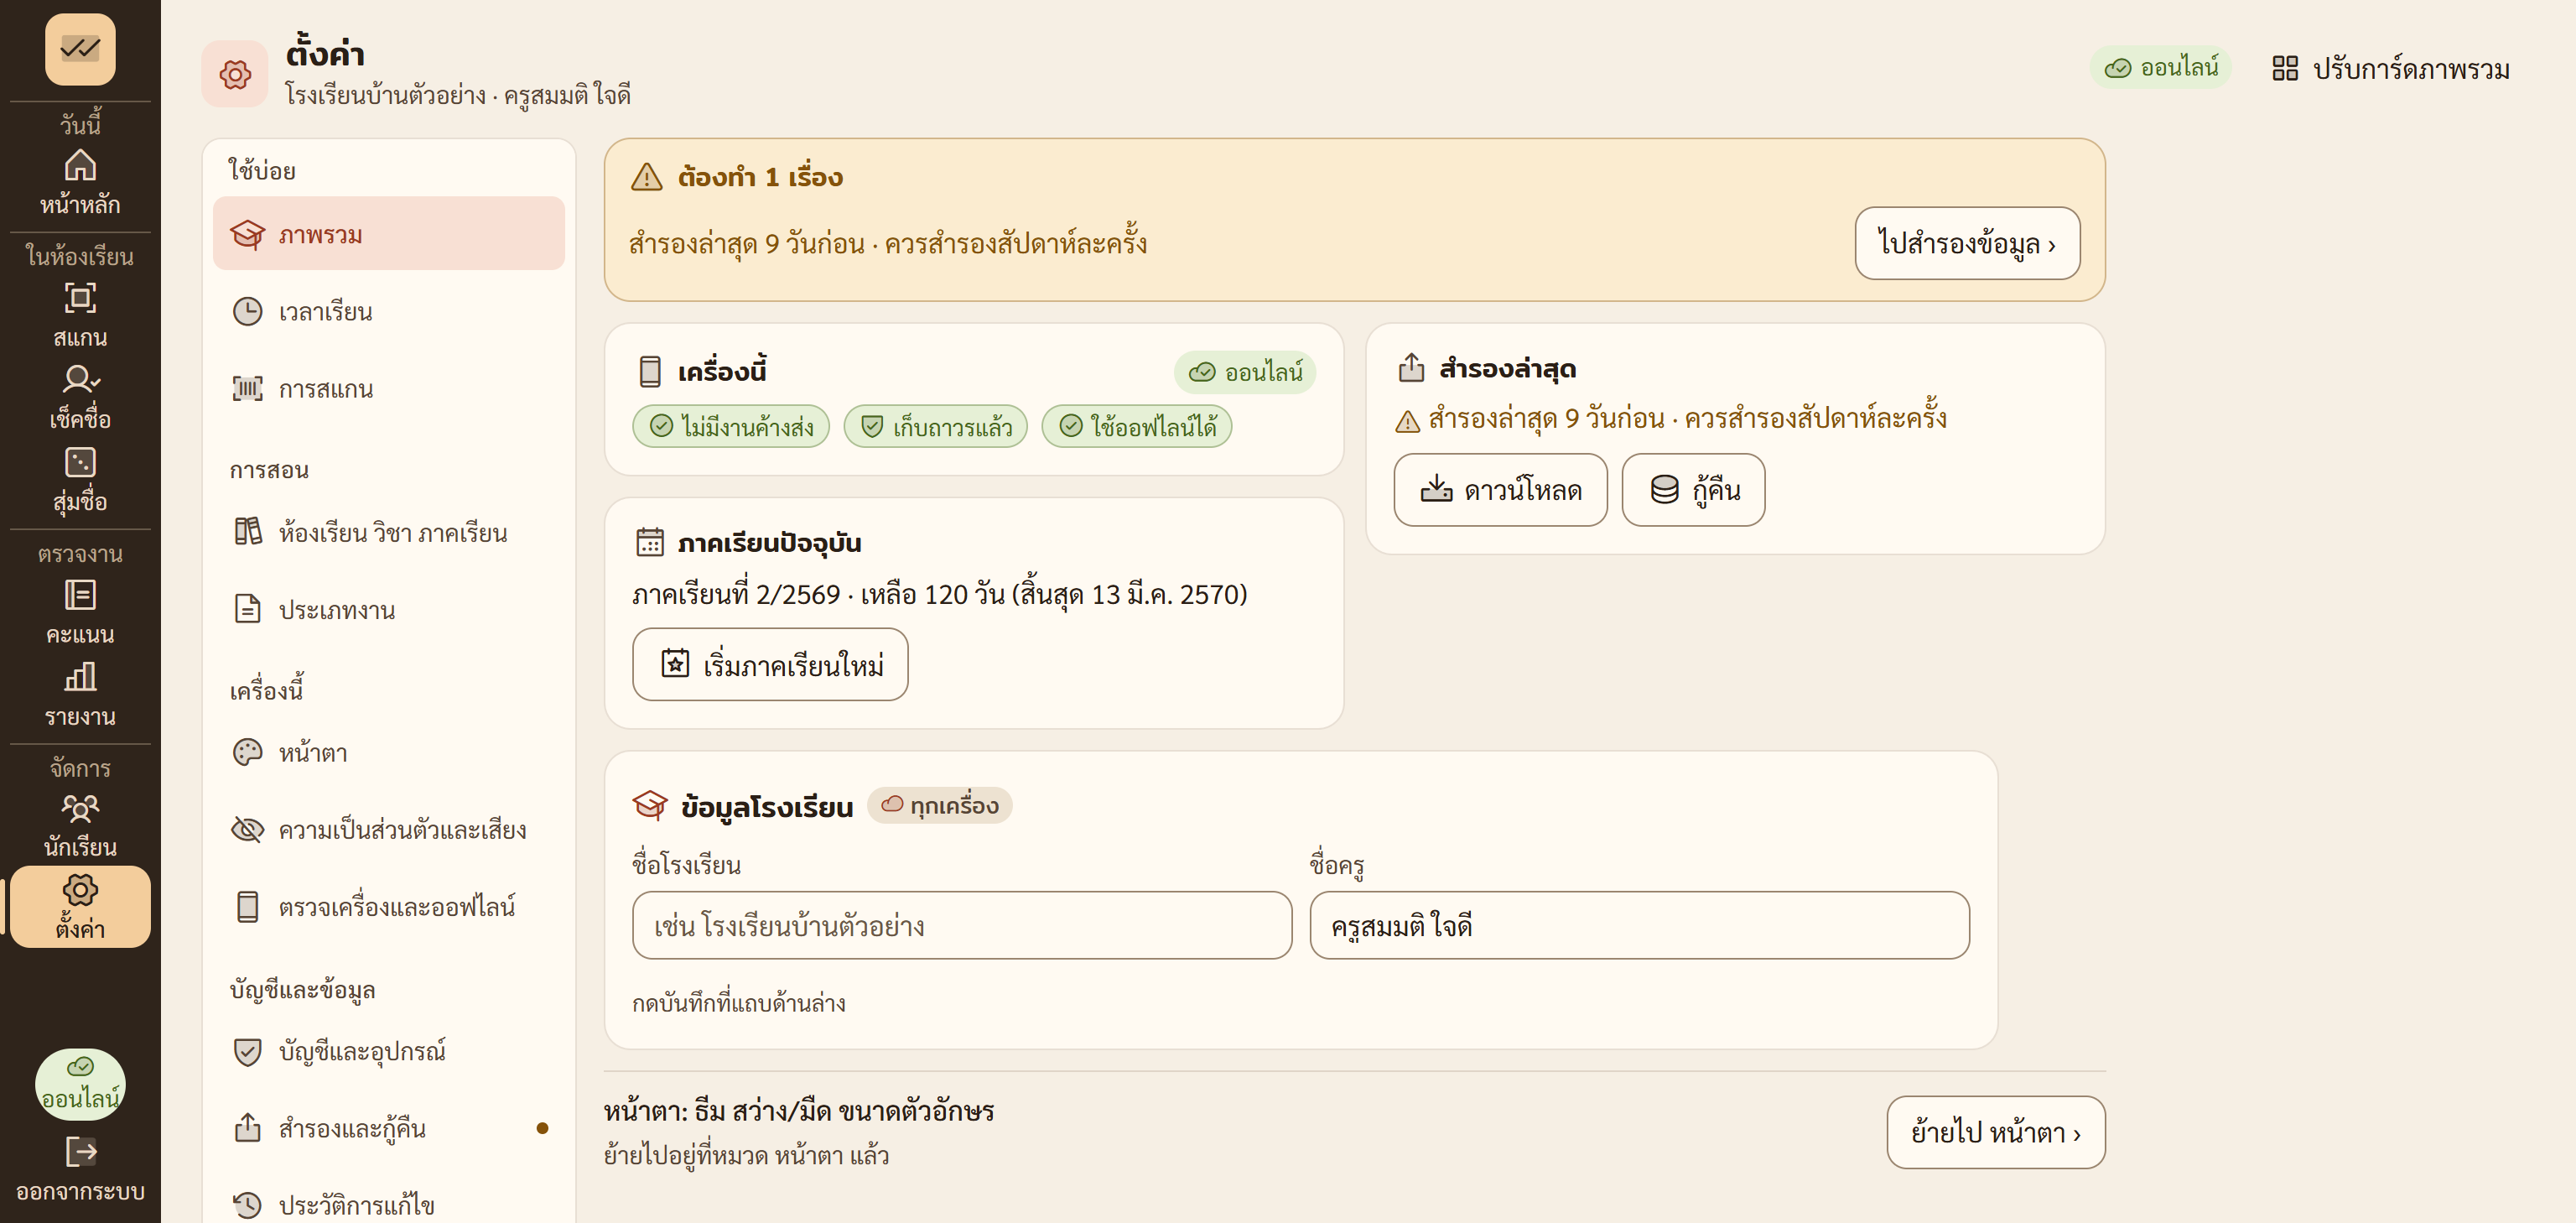 วันนี้
หน้าหลัก
ในห้องเรียน
สแกน
เช็คชื่อ
สุ่มชื่อ
ตรวจงาน
คะแนน
รายงาน
จัดการ
นักเรียน
ตั้งค่า
ออนไลน์
ออกจากระบบ
ตั้งค่า
โรงเรียนบ้านตัวอย่าง · ครูสมมติ ใจดี
ออนไลน์
ปรับการ์ดภาพรวม
ใช้บ่อย
ภาพรวม
เวลาเรียน
การสแกน
การสอน
ห้องเรียน วิชา ภาคเรียน
ประเภทงาน
เครื่องนี้
หน้าตา
ความเป็นส่วนตัวและเสียง
ตรวจเครื่องและออฟไลน์
บัญชีและข้อมูล
บัญชีและอุปกรณ์
สำรองและกู้คืน
ประวัติการแก้ไข
ต้องทำ 1 เรื่อง
สำรองล่าสุด 9 วันก่อน · ควรสำรองสัปดาห์ละครั้ง
ไปสำรองข้อมูล ›
เครื่องนี้
ออนไลน์
ไม่มีงานค้างส่ง
เก็บถาวรแล้ว
ใช้ออฟไลน์ได้
สำรองล่าสุด
สำรองล่าสุด 9 วันก่อน · ควรสำรองสัปดาห์ละครั้ง
ดาวน์โหลด
กู้คืน
ภาคเรียนปัจจุบัน
ภาคเรียนที่ 2/2569 · เหลือ 120 วัน (สิ้นสุด 13 มี.ค. 2570)
เริ่มภาคเรียนใหม่
ข้อมูลโรงเรียน
ทุกเครื่อง
ชื่อโรงเรียน
ชื่อครู
เช่น โรงเรียนบ้านตัวอย่าง
ครูสมมติ ใจดี
กดบันทึกที่แถบด้านล่าง
หน้าตา: ธีม สว่าง/มืด ขนาดตัวอักษร
ย้ายไปอยู่ที่หมวด หน้าตา แล้ว
ย้ายไป หน้าตา ›